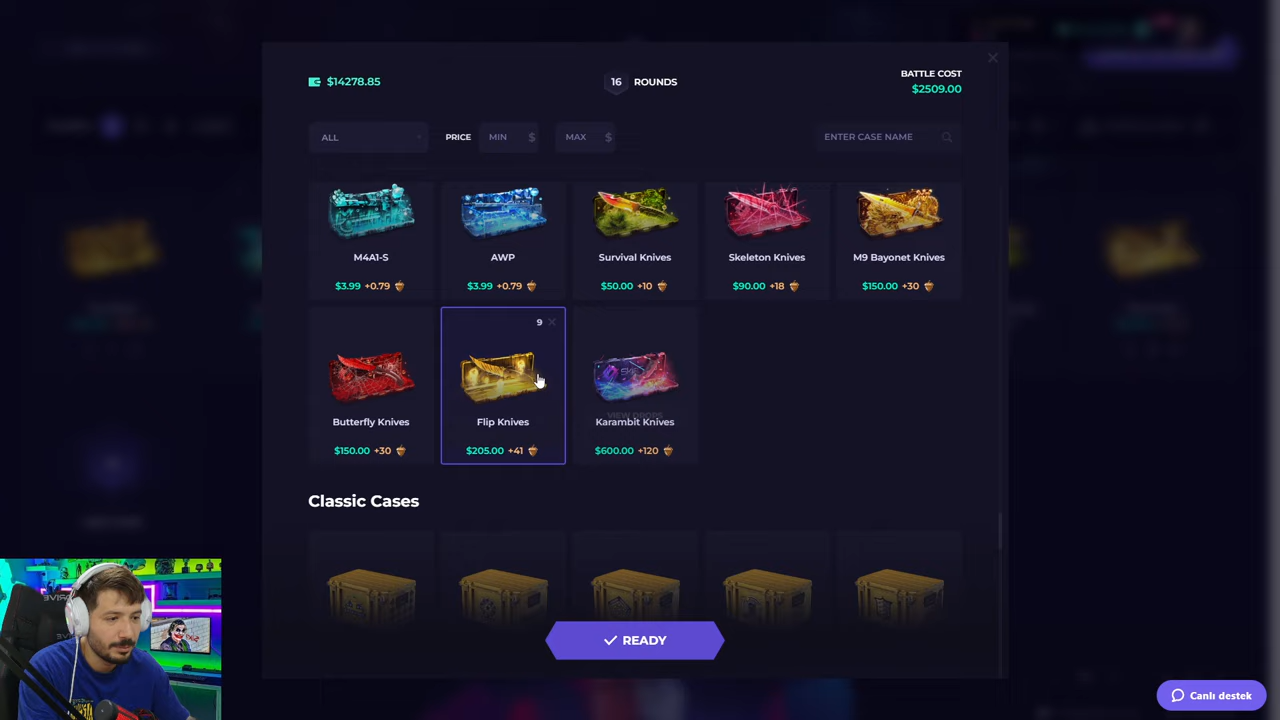 $14278.85
16 ROUNDS
BATTLE COST
$2509.00
ALL
PRICE
MIN $
MAX $
ENTER CASE NAME
M4A1-S
AWP
Survival Knives
Skeleton Knives
M9 Bayonet Knives
$3.99 +0.79
$3.99 +0.79
$50.00 +10
$90.00 +18
$150.00 +30
9
VIEW DROPS
Butterfly Knives
Flip Knives
Karambit Knives
$150.00 +30
$205.00 +41
$600.00 +120
Classic Cases
READY
Canlı destek